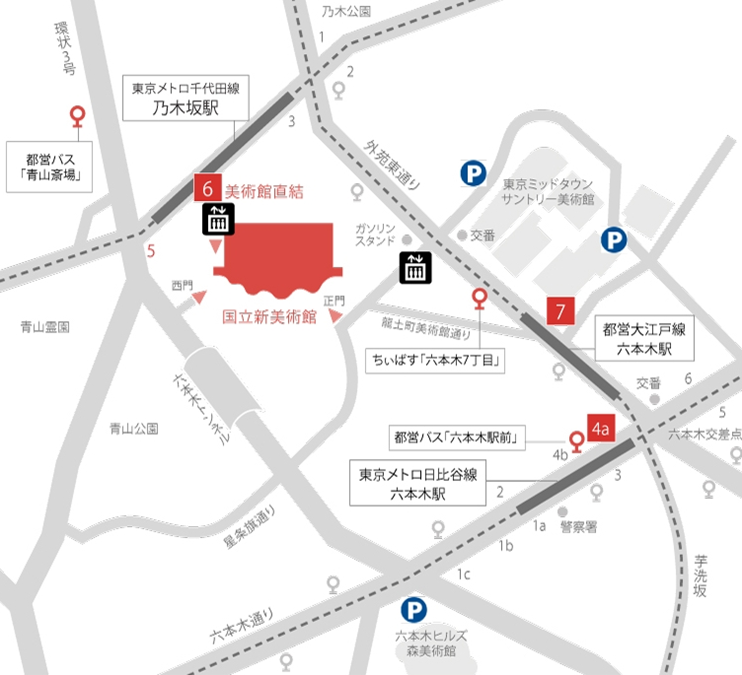 乃木公園
環状3号
1
2
東京メトロ千代田線
乃木坂駅
3
都営バス
「青山斎場」
外苑東通り
P
東京ミッドタウン
サントリー美術館
6
美術館直結
ガソリン
スタンド
交番
P
5
西門
正門
国立新美術館
7
青山霊園
龍土町美術館通り
都営大江戸線
六本木駅
ちぃばす「六本木7丁目」
六本木トンネル
交番
6
5
青山公園
都営バス「六本木駅前」
4a
4b
六本木交差点
東京メトロ日比谷線
六本木駅
2
3
1a
警察署
星条旗通り
1b
1c
芋洗坂
六本木通り
P
六本木ヒルズ
森美術館